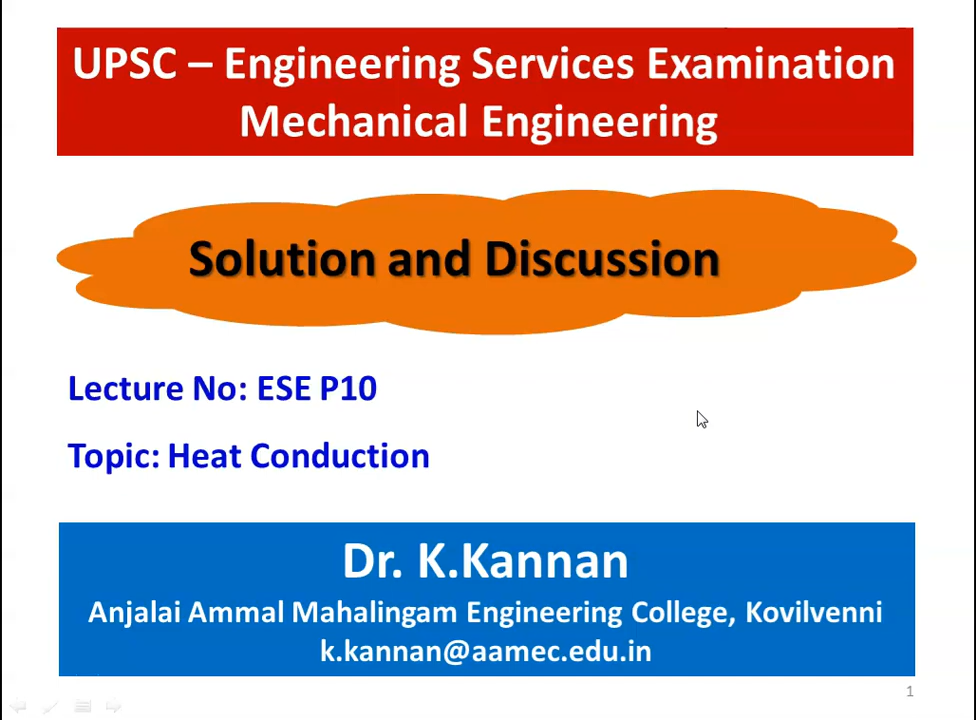 UPSC – Engineering Services Examination
Mechanical Engineering
Solution and Discussion
Lecture No: ESE P10
Topic: Heat Conduction
Dr. K.Kannan
Anjalai Ammal Mahalingam Engineering College, Kovilvenni
k.kannan@aamec.edu.in
1